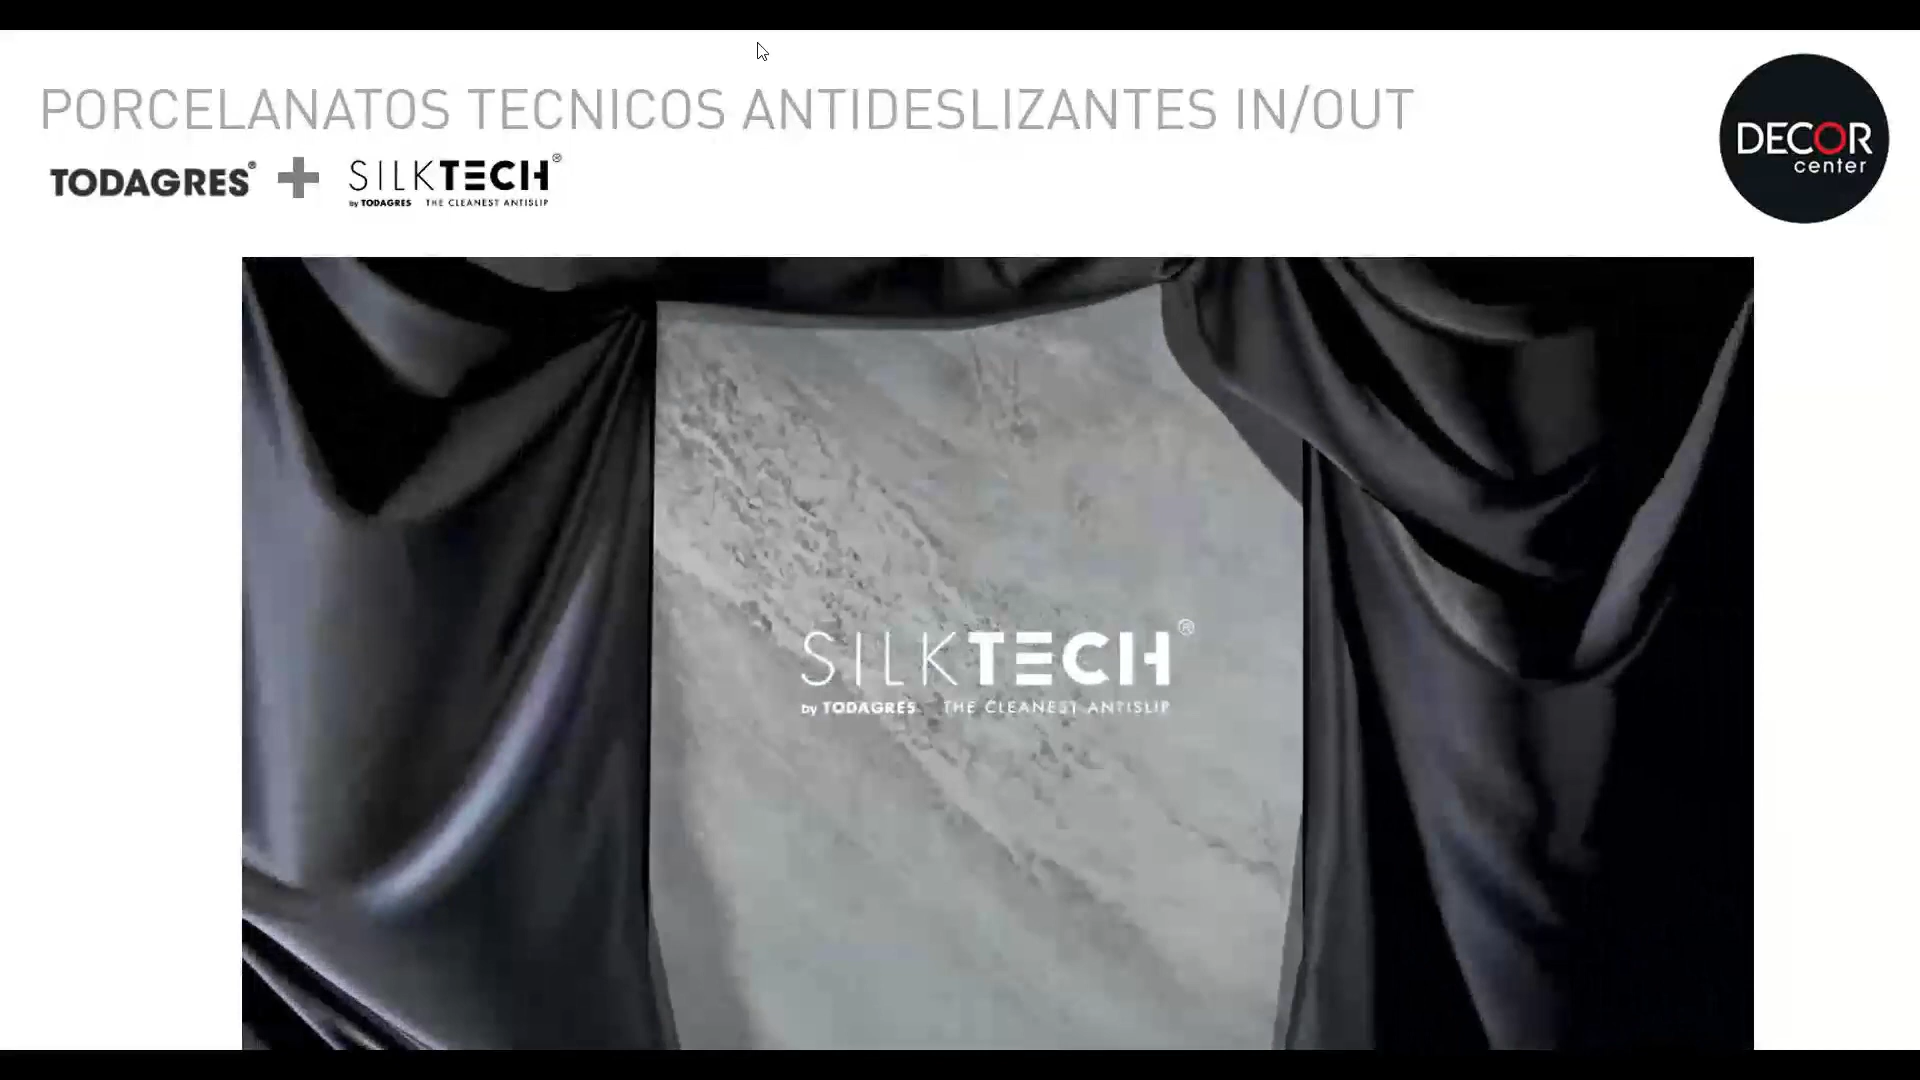 PORCELANATOS TECNICOS ANTIDESLIZANTES IN/OUT
TODAGRES® + SILKTECH®
by TODAGRES THE CLEANEST ANTISLIP
DECOR
center
SILKTECH®
by TODAGRES THE CLEANEST ANTISLIP